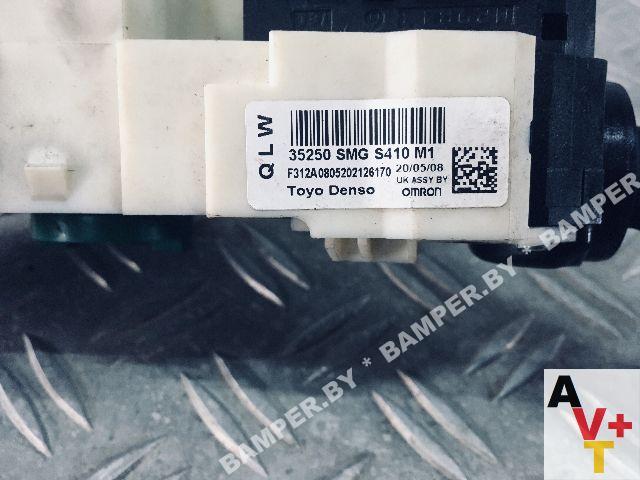 QLW
35250 SMG S410 M1
F312A0805202126170 20/05/08
UK ASSY BY
Toyo Denso OMRON
BAMPER.BY * BAMPER.BY * BAMPER.BY
A
V+
T